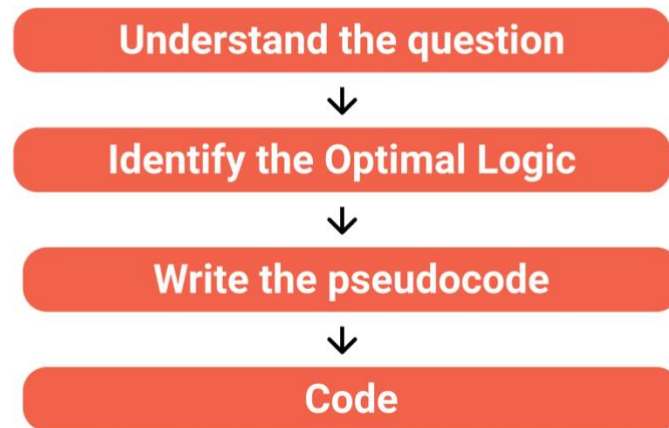 Understand the question
Identify the Optimal Logic
Write the pseudocode
Code